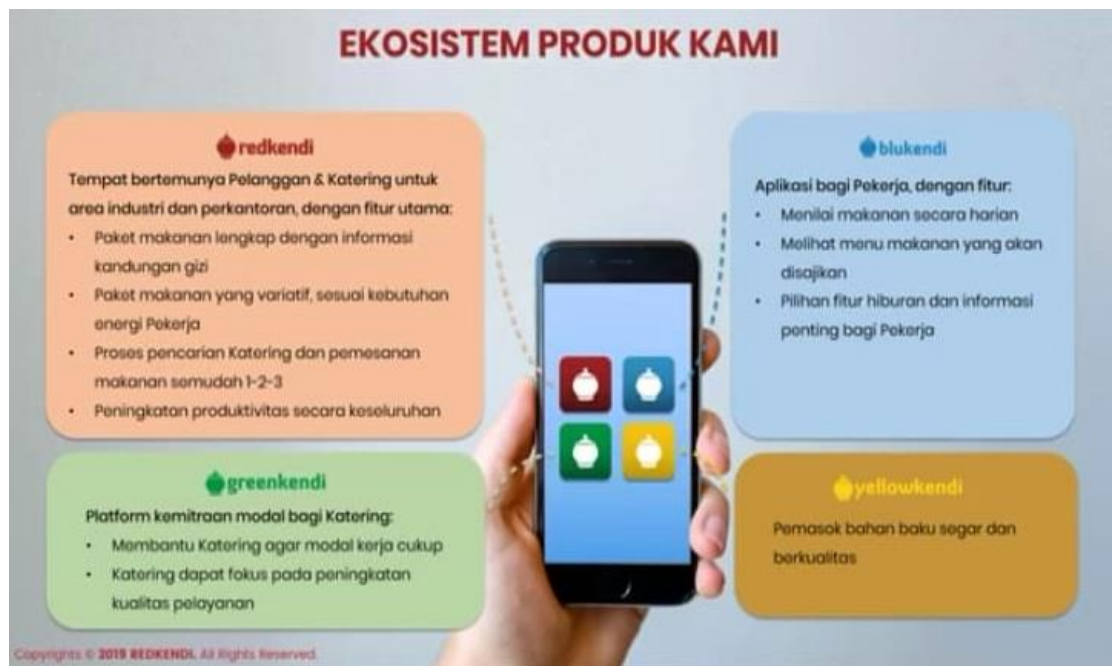 EKOSISTEM PRODUK KAMI
redkendi
Tempat bertemunya Pelanggan & Katering untuk
area industri dan perkantoran, dengan fitur utama:
• Paket makanan lengkap dengan informasi
kandungan gizi
• Paket makanan yang variatif, sesuai kebutuhan
energi Pekerja
• Proses pencarian Katering dan pemesanan
makanan semudah 1-2-3
• Peningkatan produktivitas secara keseluruhan
blukendi
Aplikasi bagi Pekerja, dengan fitur:
• Menilai makanan secara harian
• Melihat menu makanan yang akan
disajikan
• Pilihan fitur hiburan dan informasi
penting bagi Pekerja
greenkendi
Platform kemitraan modal bagi Katering:
• Membantu Katering agar modal kerja cukup
• Katering dapat fokus pada peningkatan
kualitas pelayanan
yellowkendi
Pemasok bahan baku segar dan
berkualitas
Copyrights © 2019 REDKENDI. All Rights Reserved.